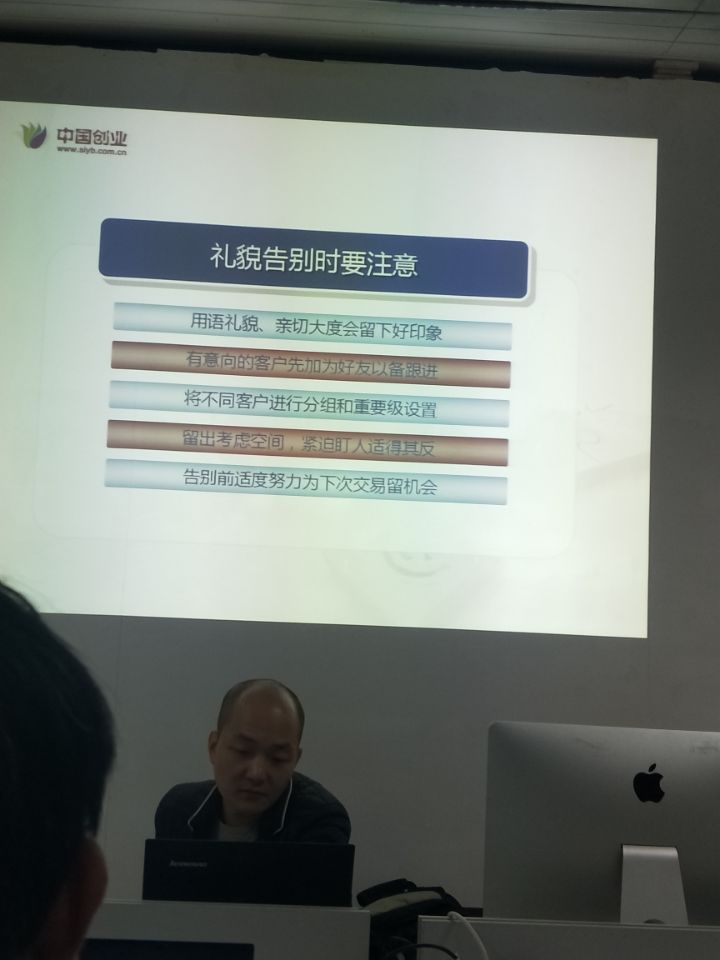 中国创业
www.siyb.com.cn
礼貌告别时要注意
用语礼貌、亲切大度会留下好印象
有意向的客户先加为好友以备跟进
将不同客户进行分组和重要级设置
留出考虑空间，紧迫盯人适得其反
告别前适度努力为下次交易留机会
lenovo